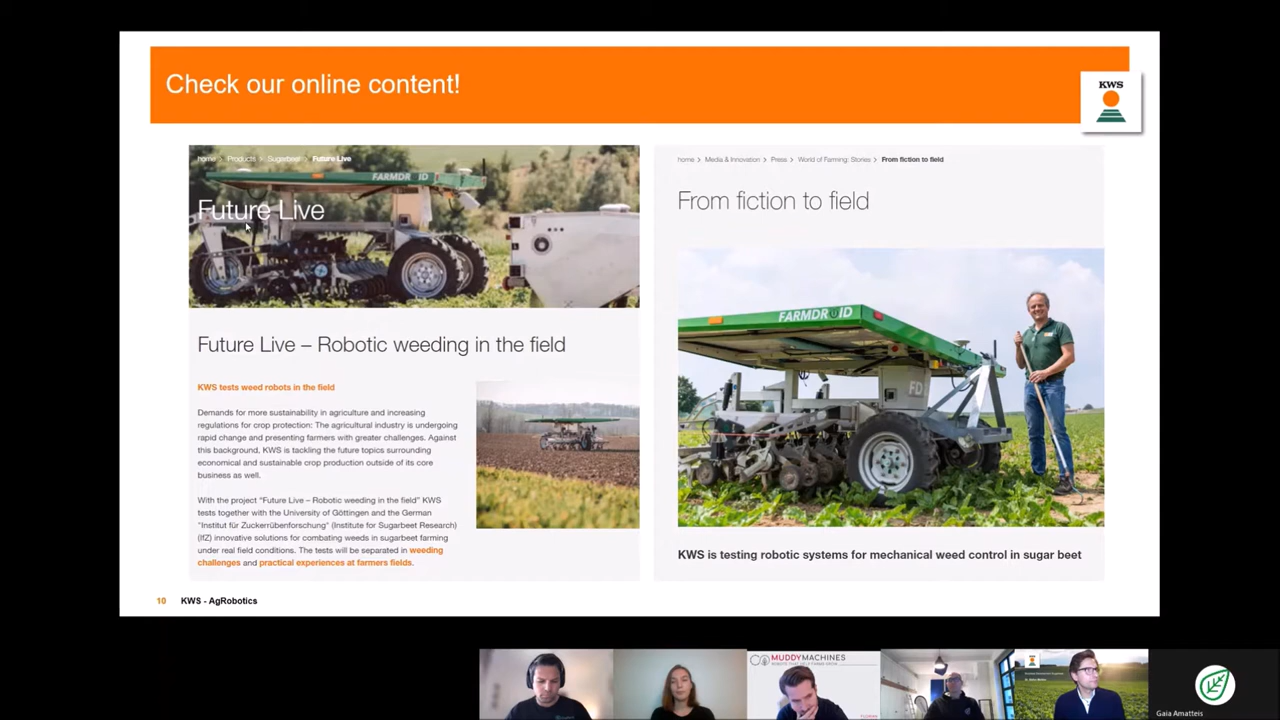 Check our online content!
KWS
home > Products > Sugarbeet > Future Live
FARMDROID
Future Live
Future Live – Robotic weeding in the field
KWS tests weed robots in the field
Demands for more sustainability in agriculture and increasing
regulations for crop protection: The agricultural industry is undergoing
rapid change and presenting farmers with greater challenges. Against
this background, KWS is tackling the future topics surrounding
economical and sustainable crop production outside of its core
business as well.
With the project “Future Live – Robotic weeding in the field” KWS
tests together with the University of Göttingen and the German
“Institut für Zuckerrübenforschung” (Institute for Sugarbeet Research)
(IfZ) innovative solutions for combating weeds in sugarbeet farming
under real field conditions. The tests will be separated in weeding
challenges and practical experiences at farmers fields.
home > Media & Innovation > Press > World of Farming: Stories > From fiction to field
From fiction to field
FARMDROID
FD
KWS is testing robotic systems for mechanical weed control in sugar beet
10 KWS - AgRobotics
MUDDYMACHINES
Gaia Amatteis